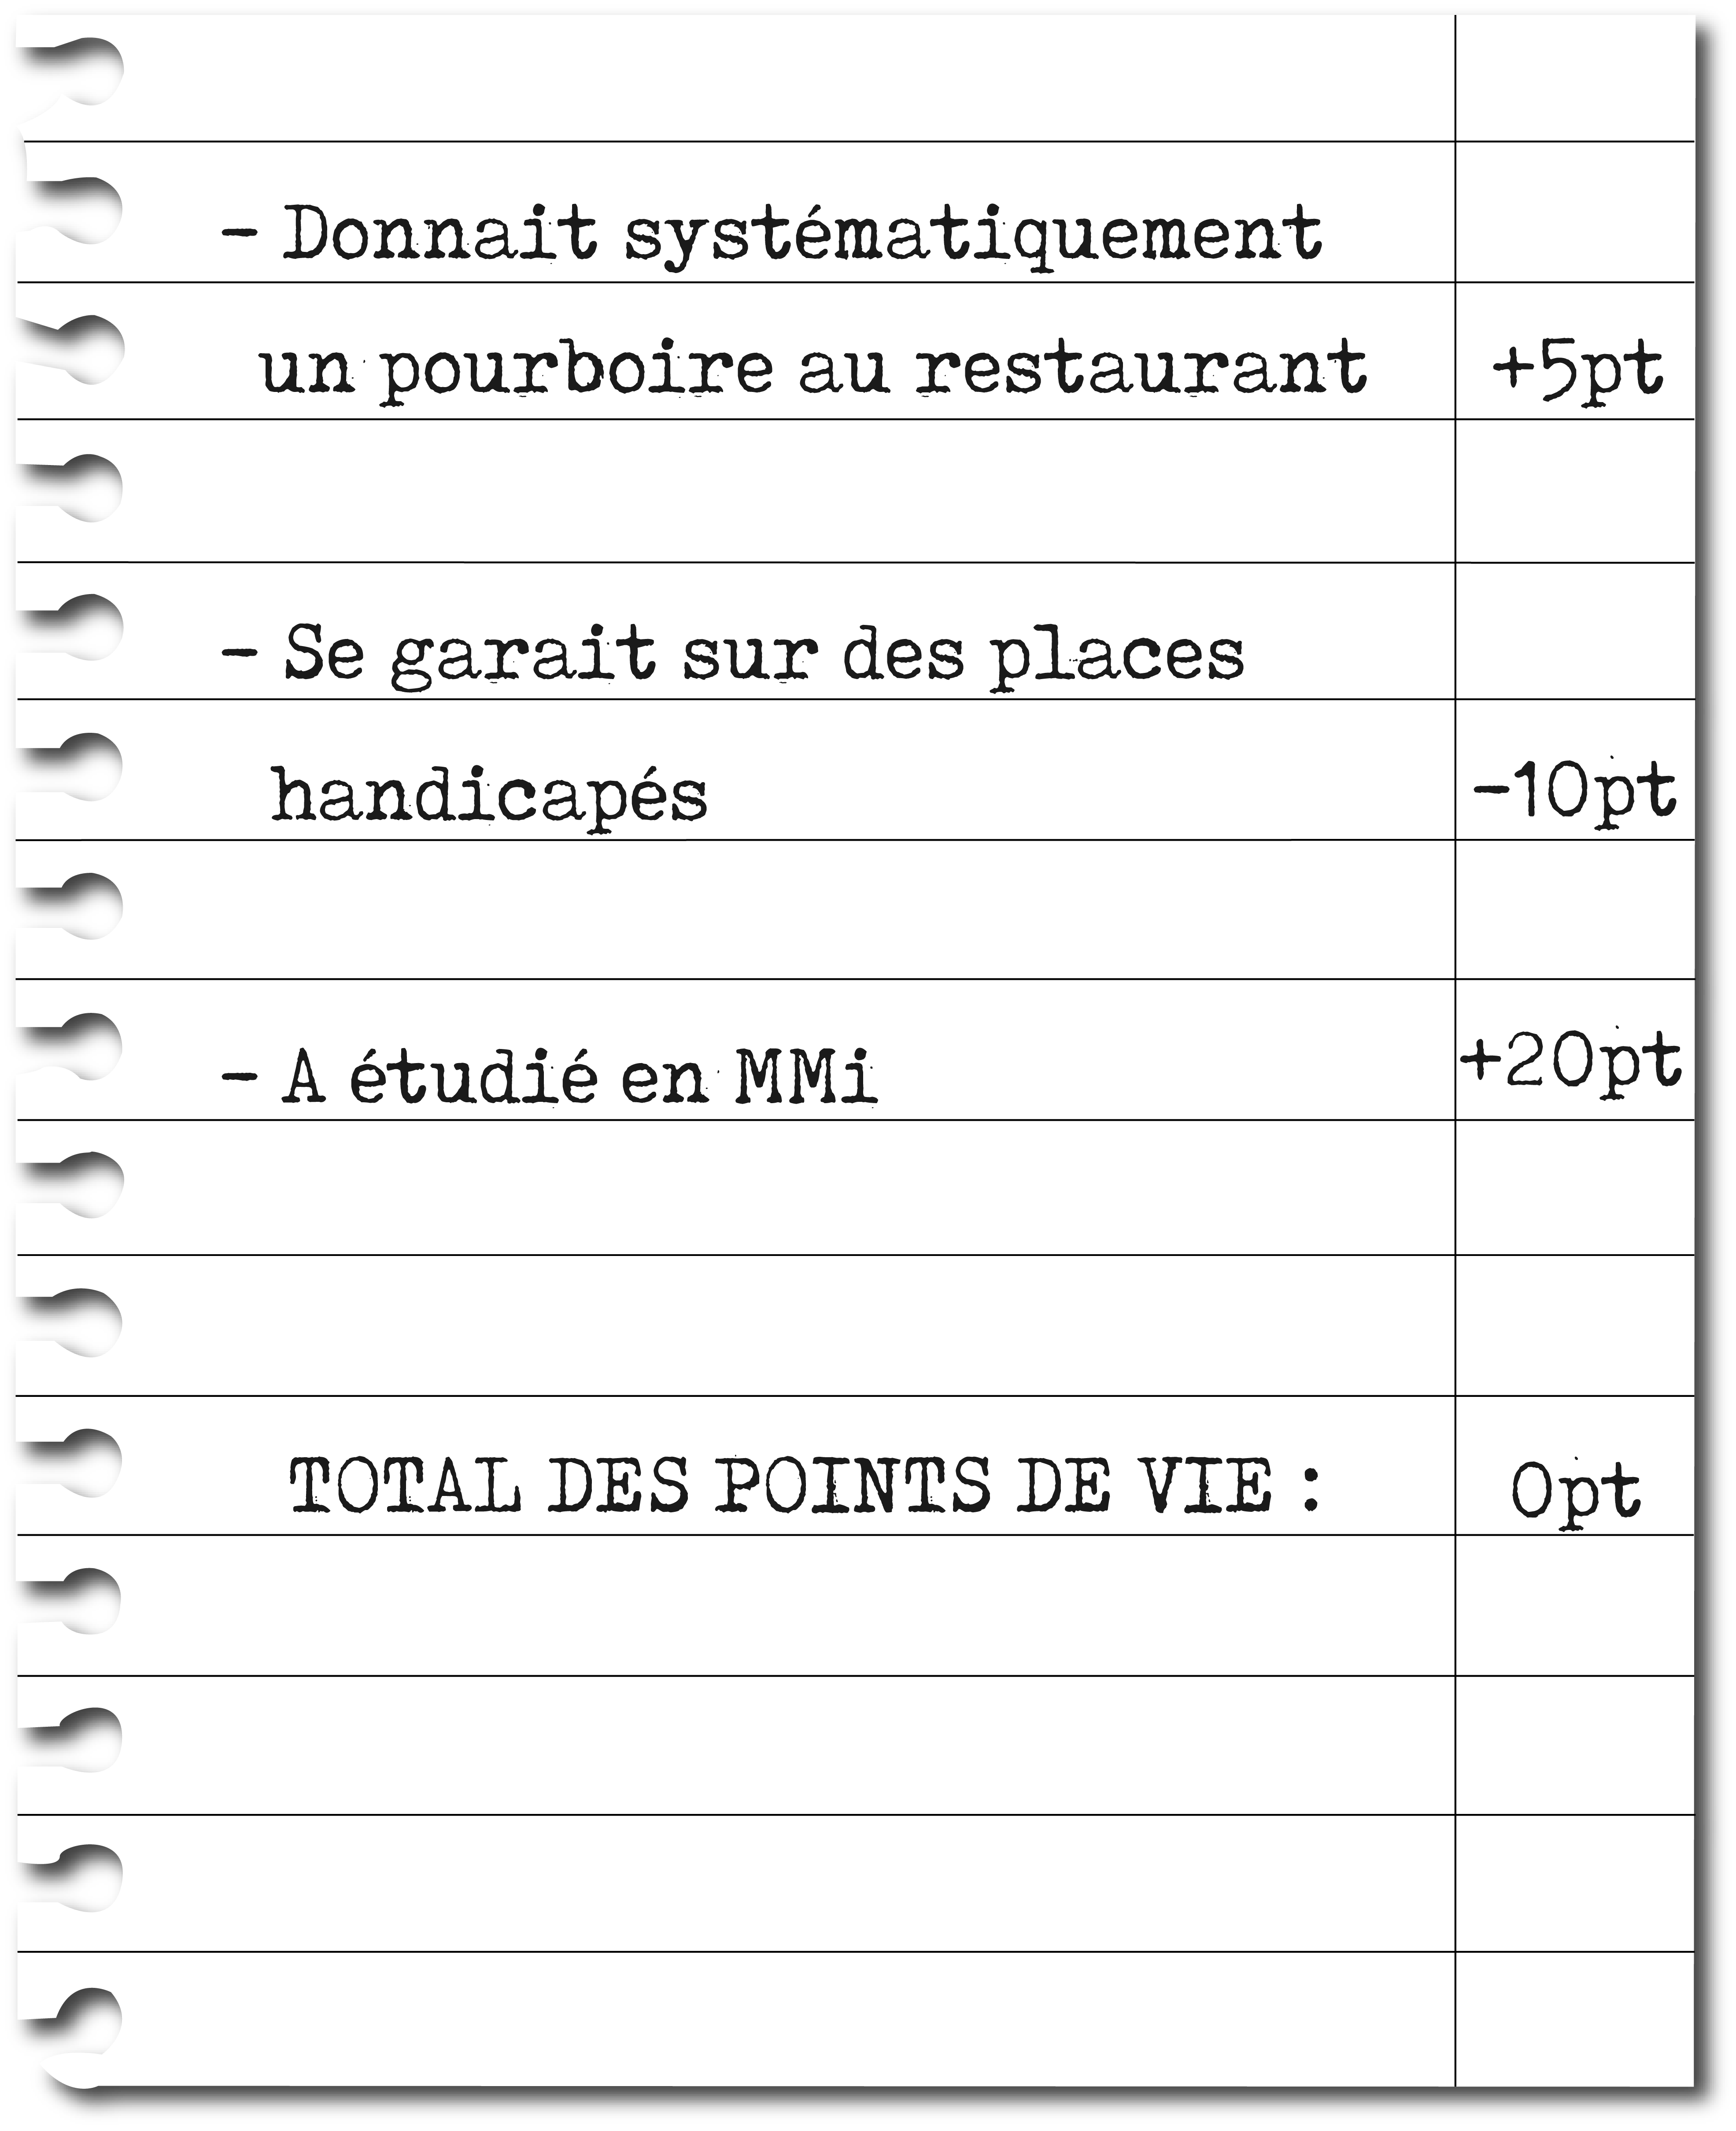 - Donnait systématiquement
un pourboire au restaurant +5pt
- Se garait sur des places
handicapés -10pt
- A étudié en MMi +20pt
TOTAL DES POINTS DE VIE : 0pt